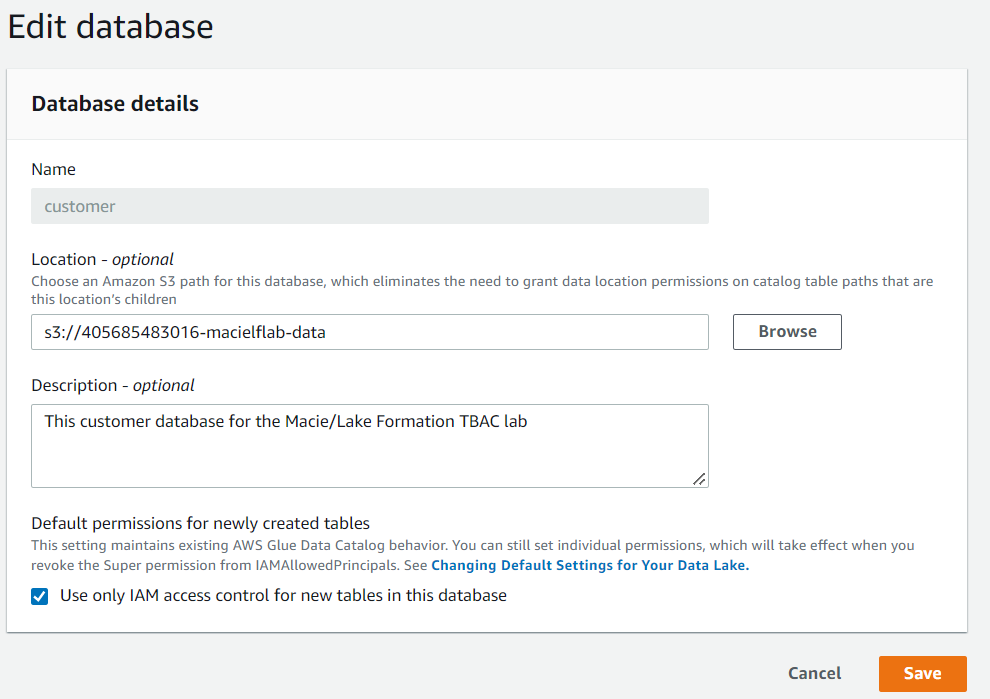 Edit database
Database details
Name
customer
Location - optional
Choose an Amazon S3 path for this database, which eliminates the need to grant data location permissions on catalog table paths that are
this location's children
s3://405685483016-macielflab-data
Browse
Description - optional
This customer database for the Macie/Lake Formation TBAC lab
Default permissions for newly created tables
This setting maintains existing AWS Glue Data Catalog behavior. You can still set individual permissions, which will take effect when you
revoke the Super permission from IAMAllowedPrincipals. See Changing Default Settings for Your Data Lake.
Use only IAM access control for new tables in this database
Cancel
Save